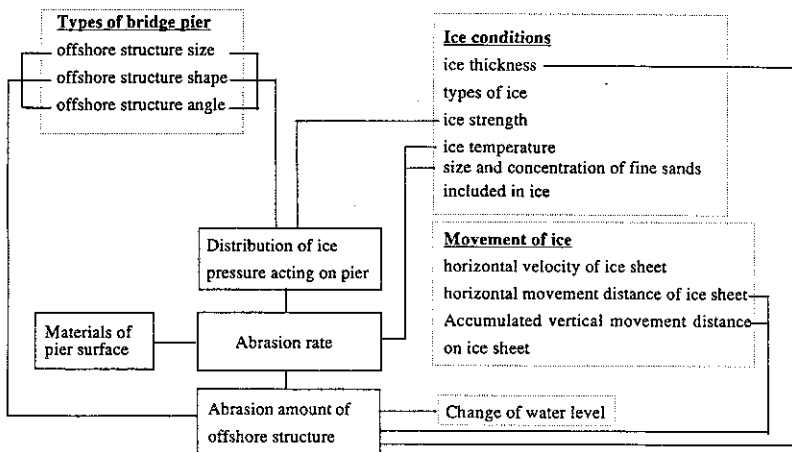 Types of bridge pier
offshore structure size
offshore structure shape
offshore structure angle
Ice conditions
ice thickness
types of ice
ice strength
ice temperature
size and concentration of fine sands
included in ice
Distribution of ice
pressure acting on pier
Movement of ice
horizontal velocity of ice sheet
horizontal movement distance of ice sheet
Accumulated vertical movement distance
on ice sheet
Materials of
pier surface
Abrasion rate
Abrasion amount of
offshore structure
Change of water level